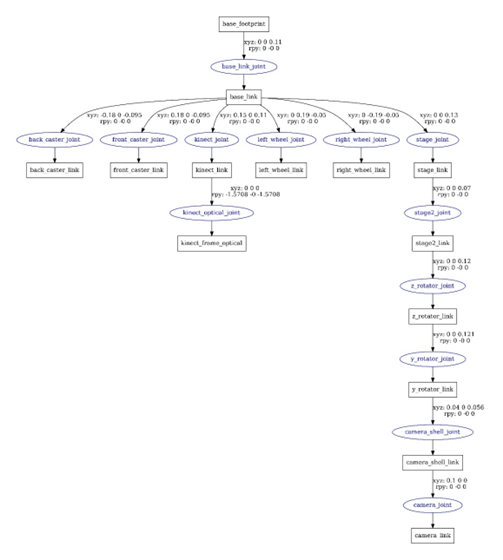 base_footprint
xyz: 0 0 0.11
rpy: 0 -0 0
base_link_joint
base_link
xyz: -0.18 0 -0.095
rpy: 0 -0 0
xyz: 0.18 0 -0.095
rpy: 0 -0 0
xyz: 0.15 0 0.11
rpy: 0 -0 0
xyz: 0 0.19 -0.05
rpy: 0 -0 0
xyz: 0 -0.19 -0.05
rpy: 0 -0 0
xyz: 0 0 0.13
rpy: 0 -0 0
back_caster_joint
front_caster_joint
kinect_joint
left_wheel_joint
right_wheel_joint
stage_joint
back_caster_link
front_caster_link
kinect_link
left_wheel_link
right_wheel_link
stage_link
xyz: 0 0 0
rpy: -1.5708 -0 -1.5708
xyz: 0 0 0.07
rpy: 0 -0 0
kinect_optical_joint
stage2_joint
kinect_frame_optical
stage2_link
xyz: 0 0 0.12
rpy: 0 -0 0
z_rotator_joint
z_rotator_link
xyz: 0 0 0.121
rpy: 0 -0 0
y_rotator_joint
y_rotator_link
xyz: 0.04 0 0.056
rpy: 0 -0 0
camera_shell_joint
camera_shell_link
xyz: 0.1 0 0
rpy: 0 -0 0
camera_joint
camera_link